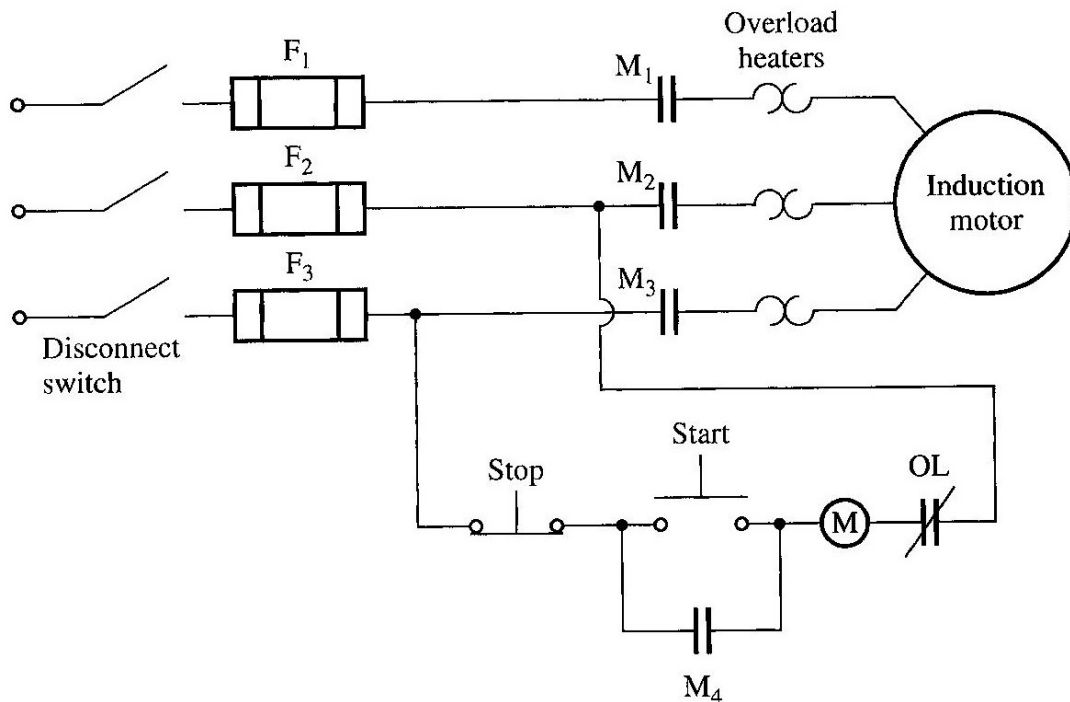 Overload
heaters
F₁
M₁
F₂
M₂
Induction
motor
F₃
M₃
Disconnect
switch
Start
Stop
OL
M
M₄